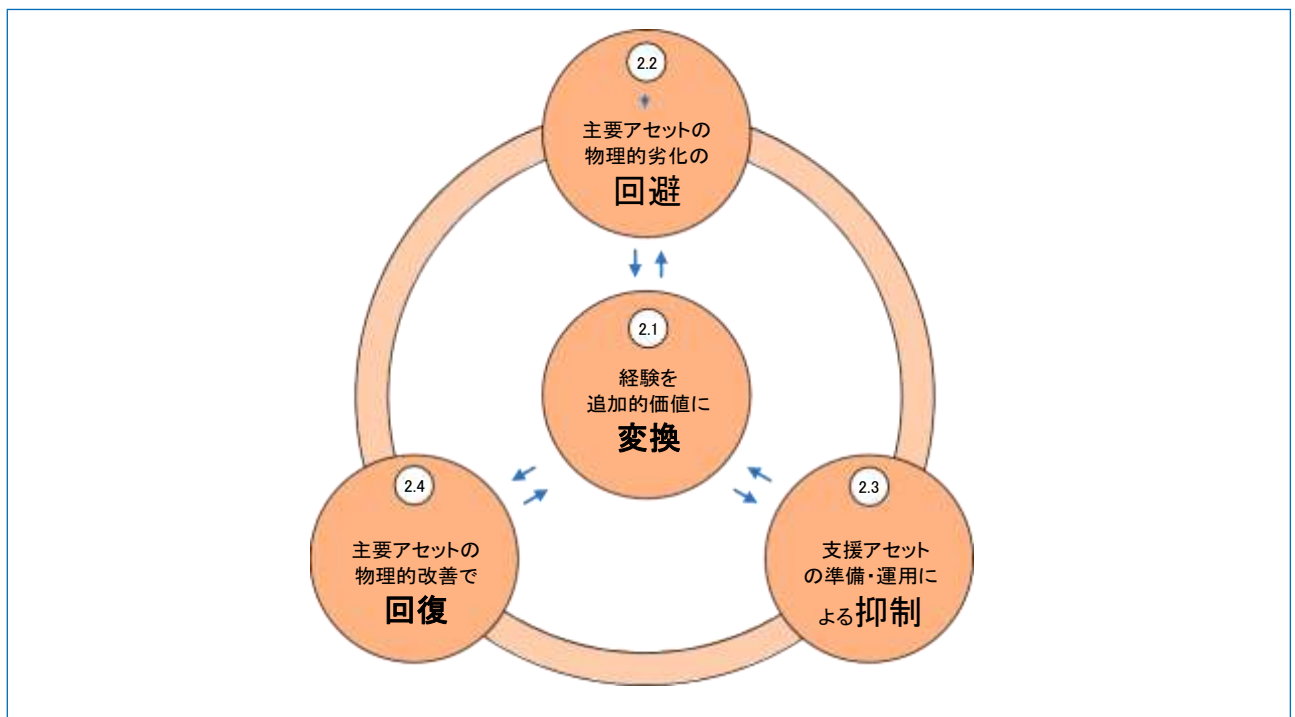 2.2
主要アセットの
物理的劣化の
回避
2.1
経験を
追加的価値に
変換
2.4
主要アセットの
物理的改善で
回復
2.3
支援アセット
の準備・運用に
よる抑制